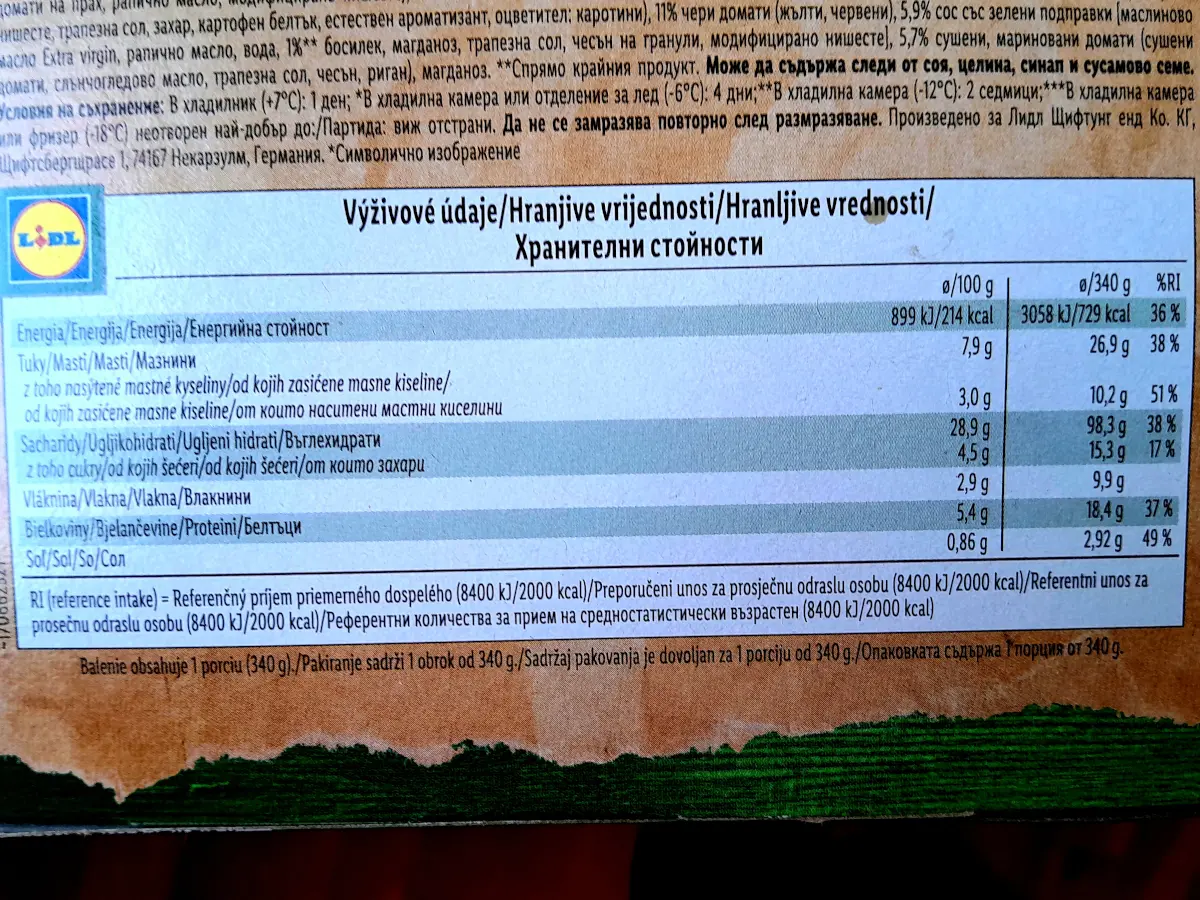 нишесте, трапезна сол, захар, картофен белтък, естествен ароматизант, оцветител: каротини), 11% чери домати (жълти, червени), 5,9% сос със зелени подправки [маслиново
масло Extra virgin, рапично масло, вода, 1%** босилек, магданоз, трапезна сол, чесън на гранули, модифицирано нишесте], 5,7% сушени, мариновани домати (сушени
домати, слънчогледово масло, трапезна сол, чесън, риган), магданоз. **Спрямо крайния продукт. Може да съдържа следи от соя, целина, синап и сусамово семе.
Условия на съхранение: В хладилник (+7°C): 1 ден; *В хладилна камера или отделение за лед (-6°C): 4 дни;**В хладилна камера (-12°C): 2 седмици;***В хладилна камера
или фризер (-18°C) неотворен най-добър до:/Партида: виж отстрани. Да не се замразява повторно след размразяване. Произведено за Лидл Щифтунг енд Ко. КГ,
Щифтсбергщрасе 1, 74167 Некарзулм, Германия. *Символично изображение
LIDL
Výživové údaje/Hranjive vrijednosti/Hranljive vrednosti/
Хранителни стойности
ø/100 g ø/340 g %RI
Energia/Energija/Energija/Енергийна стойност 899 kJ/214 kcal 3058 kJ/729 kcal 36 %
Tuky/Masti/Masti/Мазнини 7,9 g 26,9 g 38 %
z toho nasýtené mastné kyseliny/od kojih zasićene masne kiseline/
od kojih zasićene masne kiseline/от които наситени мастни киселини 3,0 g 10,2 g 51 %
Sacharidy/Ugljikohidrati/Ugljeni hidrati/Въглехидрати 28,9 g 98,3 g 38 %
z toho cukry/od kojih šećeri/od kojih šećeri/от които захари 4,5 g 15,3 g 17 %
Vláknina/Vlakna/Vlakna/Влакнини 2,9 g 9,9 g
Bielkoviny/Bjelančevine/Proteini/Белтъци 5,4 g 18,4 g 37 %
Soľ/Sol/So/Сол 0,86 g 2,92 g 49 %
RI (reference intake) = Referenčný príjem priemerného dospelého (8400 kJ/2000 kcal)/Preporučeni unos za prosječnu odraslu osobu (8400 kJ/2000 kcal)/Referentni unos za
prosečnu odraslu osobu (8400 kJ/2000 kcal)/Референтни количества за прием на средностатистически възрастен (8400 kJ/2000 kcal)
Balenie obsahuje 1 porciu (340 g)./Pakiranje sadrži 1 obrok od 340 g./Sadržaj pakovanja je dovoljan za 1 porciju od 340 g./Опаковката съдържа 1 порция от 340 g.